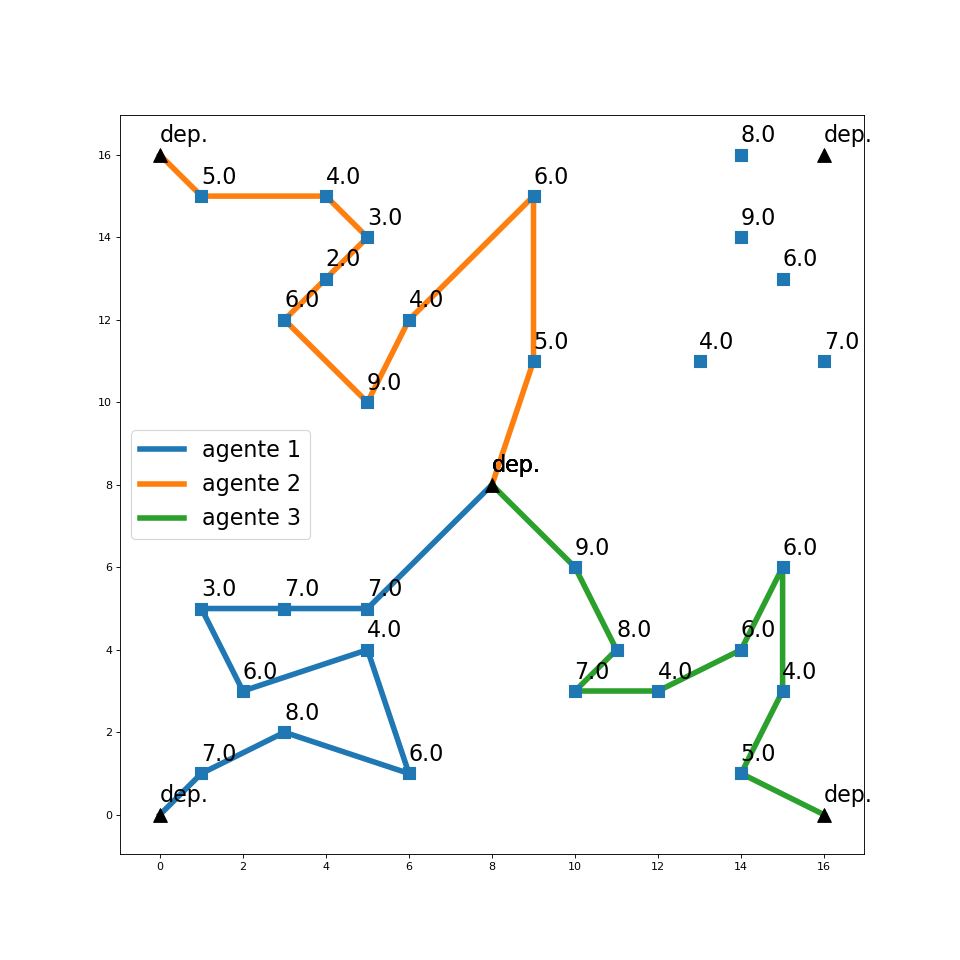 dep. 8.0 dep.
16
5.0 4.0 6.0
3.0 9.0
14
2.0 6.0
6.0 4.0
12
5.0 4.0 7.0
9.0
10
dep.
8
agente 1
agente 2
agente 3
9.0 6.0
6
3.0 7.0 7.0
4.0 8.0 6.0
4
6.0 7.0 4.0 4.0
8.0
2
7.0 6.0 5.0
dep. dep.
0
0 2 4 6 8 10 12 14 16